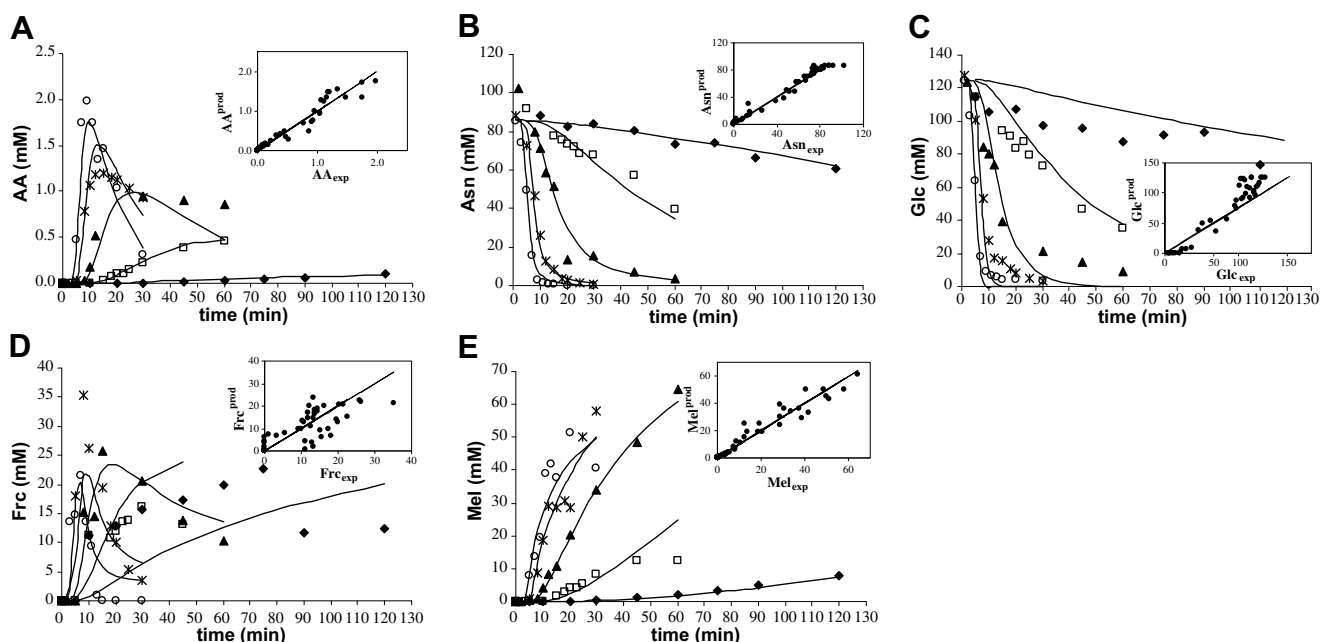 A
AA (mM)
2.5
2.0
1.5
1.0
0.5
0.0
0 10 20 30 40 50 60 70 80 90 100 110 120 130
time (min)
AA prod
2.0
1.0
0.0
0.0 1.0 2.0
AA exp
B
Asn (mM)
120
100
80
60
40
20
0
0 10 20 30 40 50 60 70 80 90 100 110 120 130
time (min)
Asn prod
120
80
40
0
0 40 80 120
Asn exp
C
Glc (mM)
140
120
100
80
60
40
20
0
0 10 20 30 40 50 60 70 80 90 100 110 120 130
time (min)
Glc prod
150
100
50
0
0 50 100 150
Glc exp
D
Frc (mM)
40
35
30
25
20
15
10
5
0
0 10 20 30 40 50 60 70 80 90 100 110 120 130
time (min)
Frc prod
40
30
20
10
0
0 10 20 30 40
Frc exp
E
Mel (mM)
70
60
50
40
30
20
10
0
0 10 20 30 40 50 60 70 80 90 100 110 120 130
time (min)
Mel prod
60
40
20
0
0 20 40 60
Mel exp